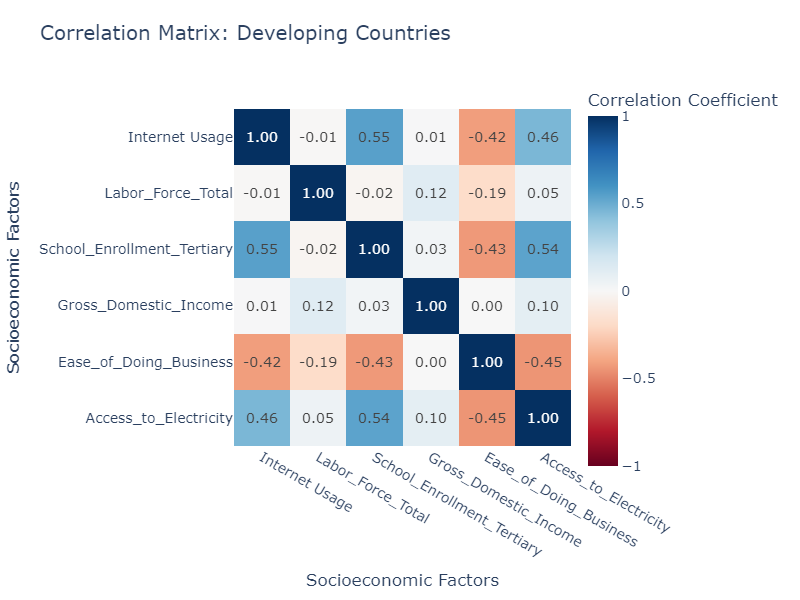 Correlation Matrix: Developing Countries
Correlation Coefficient
Socioeconomic Factors
Internet Usage 1.00 -0.01 0.55 0.01 -0.42 0.46
Labor_Force_Total -0.01 1.00 -0.02 0.12 -0.19 0.05
School_Enrollment_Tertiary 0.55 -0.02 1.00 0.03 -0.43 0.54
Gross_Domestic_Income 0.01 0.12 0.03 1.00 0.00 0.10
Ease_of_Doing_Business -0.42 -0.19 -0.43 0.00 1.00 -0.45
Access_to_Electricity 0.46 0.05 0.54 0.10 -0.45 1.00
1
0.5
0
−0.5
−1
Internet Usage
Labor_Force_Total
School_Enrollment_Tertiary
Gross_Domestic_Income
Ease_of_Doing_Business
Access_to_Electricity
Socioeconomic Factors